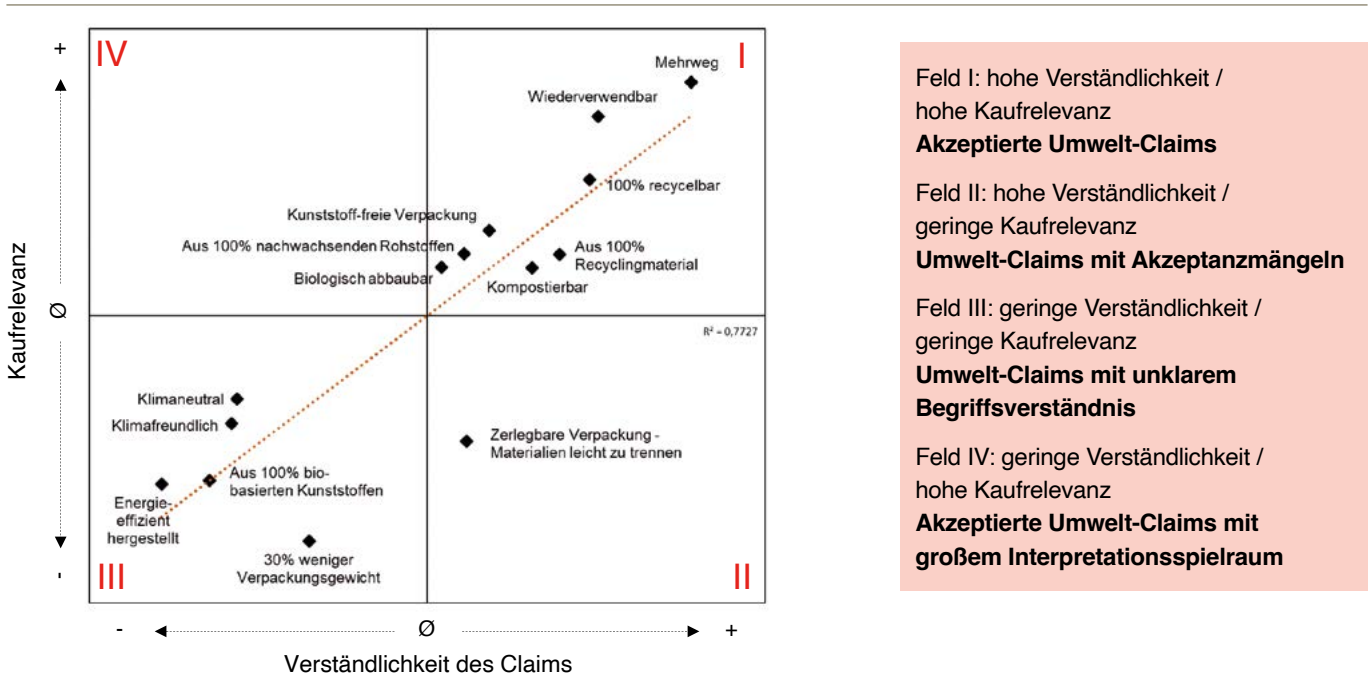 +
Ø
-
Kaufrelevanz
IV
I
Mehrweg
Wiederverwendbar
100% recycelbar
Kunststoff-freie Verpackung
Aus 100% nachwachsenden Rohstoffen
Aus 100%
Recyclingmaterial
Biologisch abbaubar
Kompostierbar
R² = 0,7727
Klimaneutral
Klimafreundlich
Zerlegbare Verpackung -
Materialien leicht zu trennen
Aus 100% bio-
basierten Kunststoffen
Energie-
effizient
hergestellt
30% weniger
Verpackungsgewicht
III
II
- Ø +
Verständlichkeit des Claims
Feld I: hohe Verständlichkeit /
hohe Kaufrelevanz
Akzeptierte Umwelt-Claims
Feld II: hohe Verständlichkeit /
geringe Kaufrelevanz
Umwelt-Claims mit Akzeptanzmängeln
Feld III: geringe Verständlichkeit /
geringe Kaufrelevanz
Umwelt-Claims mit unklarem
Begriffsverständnis
Feld IV: geringe Verständlichkeit /
hohe Kaufrelevanz
Akzeptierte Umwelt-Claims mit
großem Interpretationsspielraum